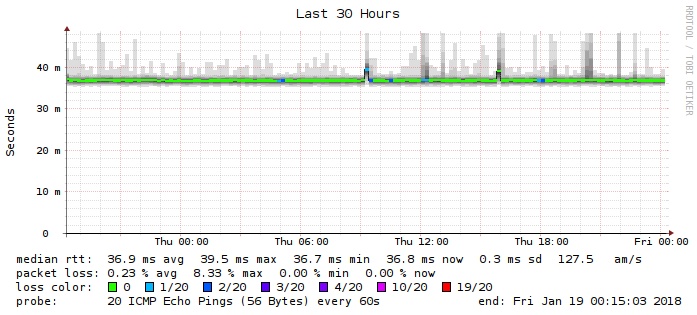 Last 30 Hours
RRDTOOL / TOBI OETIKER
Seconds
40 m
30 m
20 m
10 m
0
Thu 00:00 Thu 06:00 Thu 12:00 Thu 18:00 Fri 00:00
median rtt: 36.9 ms avg 39.5 ms max 36.7 ms min 36.8 ms now 0.3 ms sd 127.5 am/s
packet loss: 0.23 % avg 8.33 % max 0.00 % min 0.00 % now
loss color: 0 1/20 2/20 3/20 4/20 10/20 19/20
probe: 20 ICMP Echo Pings (56 Bytes) every 60s end: Fri Jan 19 00:15:03 2018